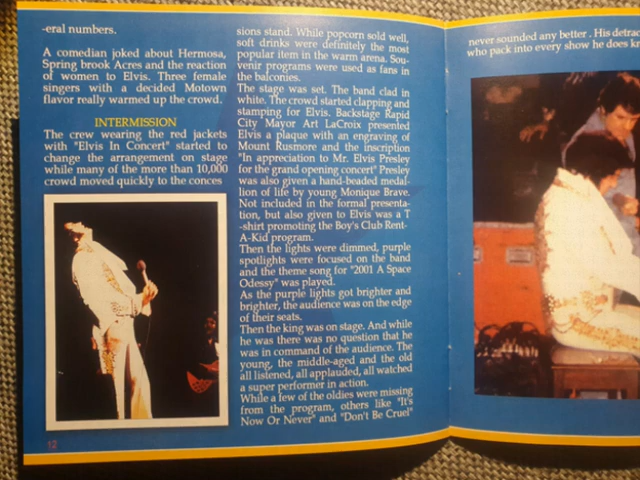 -eral numbers.
A comedian joked about Hermosa,
Spring brook Acres and the reaction
of women to Elvis. Three female
singers with a decided Motown
flavor really warmed up the crowd.
INTERMISSION
The crew wearing the red jackets
with "Elvis In Concert" started to
change the arrangement on stage
while many of the more than 10,000
crowd moved quickly to the conces
12
sions stand. While popcorn sold well,
soft drinks were definitely the most
popular item in the warm arena. Sou-
venir programs were used as fans in
the balconies.
The stage was set. The band clad in
white. The crowd started clapping and
stamping for Elvis. Backstage Rapid
City Mayor Art LaCroix presented
Elvis a plaque with an engraving of
Mount Rusmore and the inscription
"In appreciation to Mr. Elvis Presley
for the grand opening concert" Presley
was also given a hand-beaded medal-
lion of life by young Monique Brave.
Not included in the formal presenta-
tion, but also given to Elvis was a T
-shirt promoting the Boy's Club Rent-
A-Kid program.
Then the lights were dimmed, purple
spotlights were focused on the band
and the theme song for "2001 A Space
Odessy" was played.
As the purple lights got brighter and
brighter, the audience was on the edge
of their seats.
Then the king was on stage. And while
he was there was no question that he
was in command of the audience. The
young, the middle-aged and the old
all listened, all applauded, all watched
a super performer in action.
While a few of the oldies were missing
from the program, others like "It's
Now Or Never" and "Don't Be Cruel"
never sounded any better . His detrac
who pack into every show he does kr